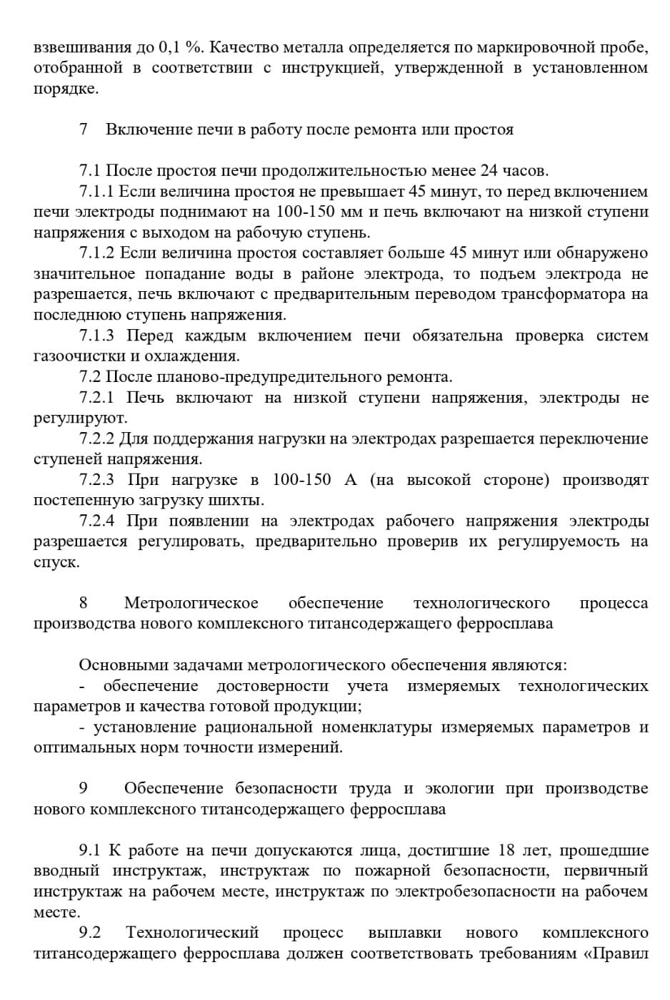 взвешивания до 0,1 %. Качество металла определяется по маркировочной пробе,
отобранной в соответствии с инструкцией, утвержденной в установленном
порядке.
7 Включение печи в работу после ремонта или простоя
7.1 После простоя печи продолжительностью менее 24 часов.
7.1.1 Если величина простоя не превышает 45 минут, то перед включением
печи электроды поднимают на 100-150 мм и печь включают на низкой ступени
напряжения с выходом на рабочую ступень.
7.1.2 Если величина простоя составляет больше 45 минут или обнаружено
значительное попадание воды в районе электрода, то подъем электрода не
разрешается, печь включают с предварительным переводом трансформатора на
последнюю ступень напряжения.
7.1.3 Перед каждым включением печи обязательна проверка систем
газоочистки и охлаждения.
7.2 После планово-предупредительного ремонта.
7.2.1 Печь включают на низкой ступени напряжения, электроды не
регулируют.
7.2.2 Для поддержания нагрузки на электродах разрешается переключение
ступеней напряжения.
7.2.3 При нагрузке в 100-150 А (на высокой стороне) производят
постепенную загрузку шихты.
7.2.4 При появлении на электродах рабочего напряжения электроды
разрешается регулировать, предварительно проверив их регулируемость на
спуск.
8 Метрологическое обеспечение технологического процесса
производства нового комплексного титансодержащего ферросплава
Основными задачами метрологического обеспечения являются:
- обеспечение достоверности учета измеряемых технологических
параметров и качества готовой продукции;
- установление рациональной номенклатуры измеряемых параметров и
оптимальных норм точности измерений.
9 Обеспечение безопасности труда и экологии при производстве
нового комплексного титансодержащего ферросплава
9.1 К работе на печи допускаются лица, достигшие 18 лет, прошедшие
вводный инструктаж, инструктаж по пожарной безопасности, первичный
инструктаж на рабочем месте, инструктаж по электробезопасности на рабочем
месте.
9.2 Технологический процесс выплавки нового комплексного
титансодержащего ферросплава должен соответствовать требованиям «Правил